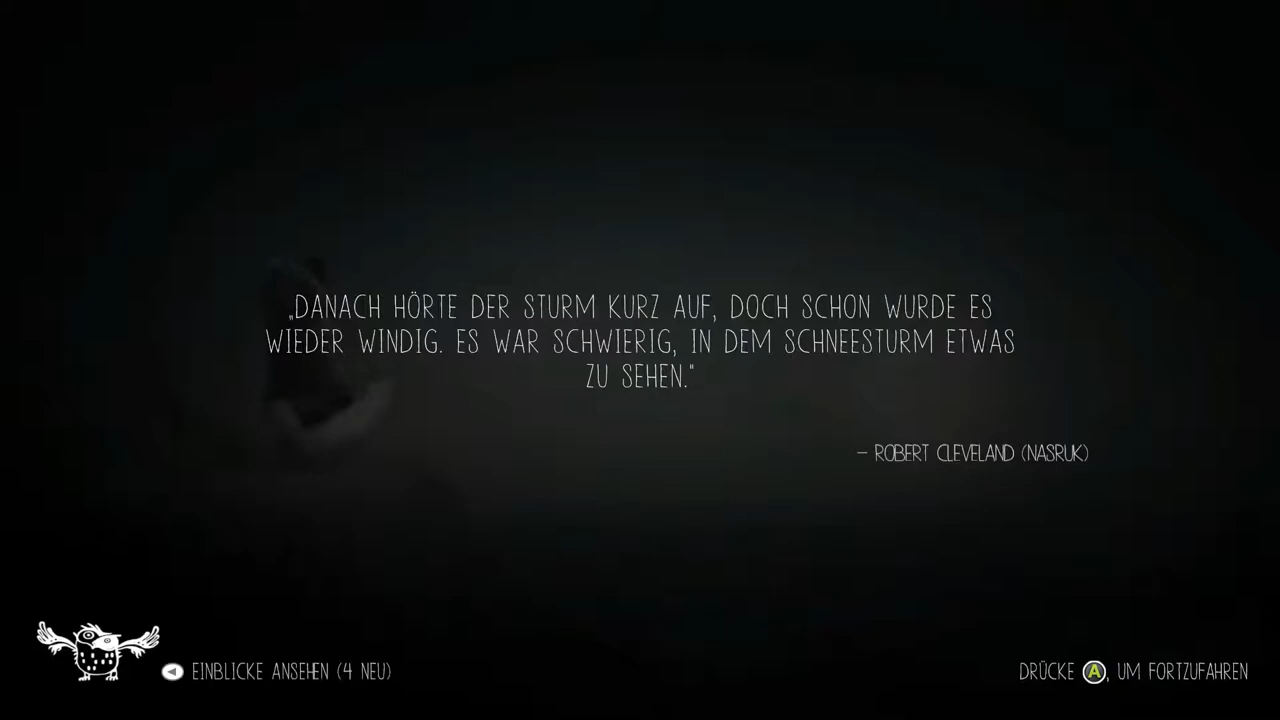 „DANACH HÖRTE DER STURM KURZ AUF, DOCH SCHON WURDE ES
WIEDER WINDIG. ES WAR SCHWIERIG, IN DEM SCHNEESTURM ETWAS
ZU SEHEN."
– ROBERT CLEVELAND (NASRUK)
EINBLICKE ANSEHEN (4 NEU)
DRÜCKE A, UM FORTZUFAHREN